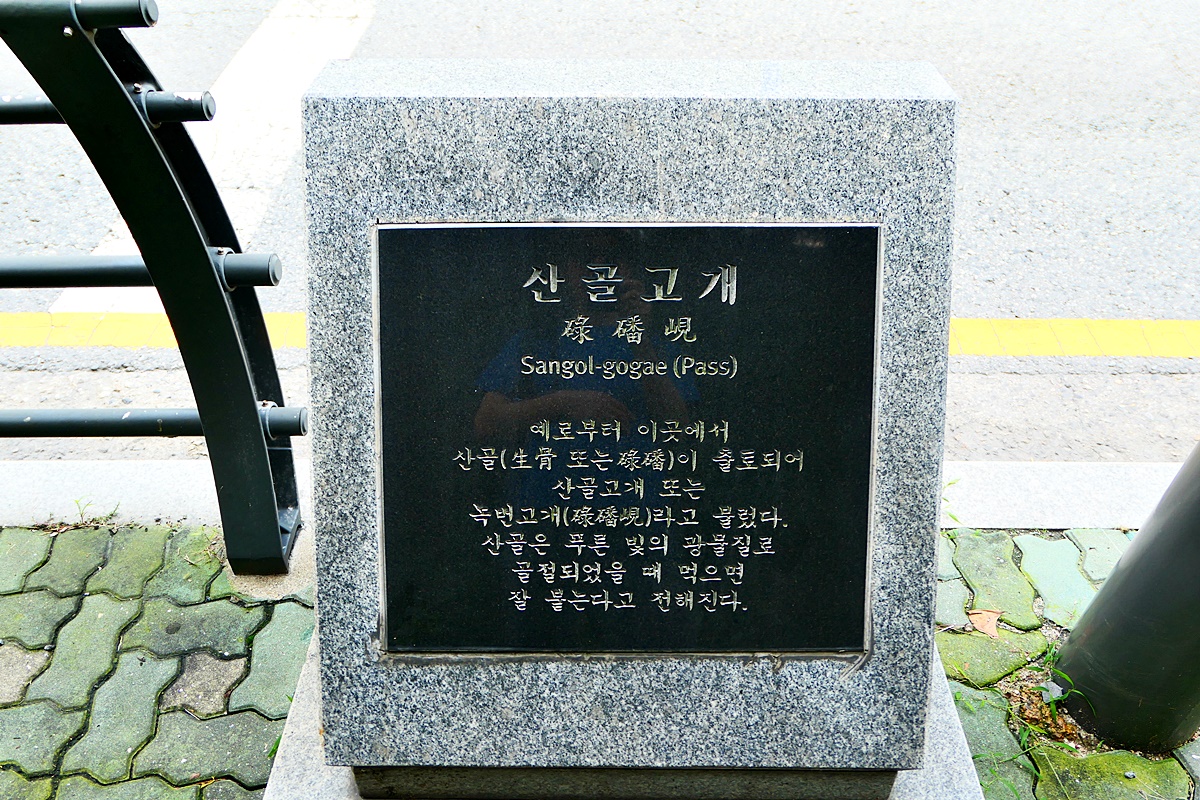 산골고개
碌磻峴
Sangol-gogae (Pass)
예로부터 이곳에서
산골(生骨 또는 碌磻)이 출토되어
산골고개 또는
녹번고개(碌磻峴)라고 불렀다.
산골은 푸른 빛의 광물질로
골절되었을 때 먹으면
잘 붙는다고 전해진다.